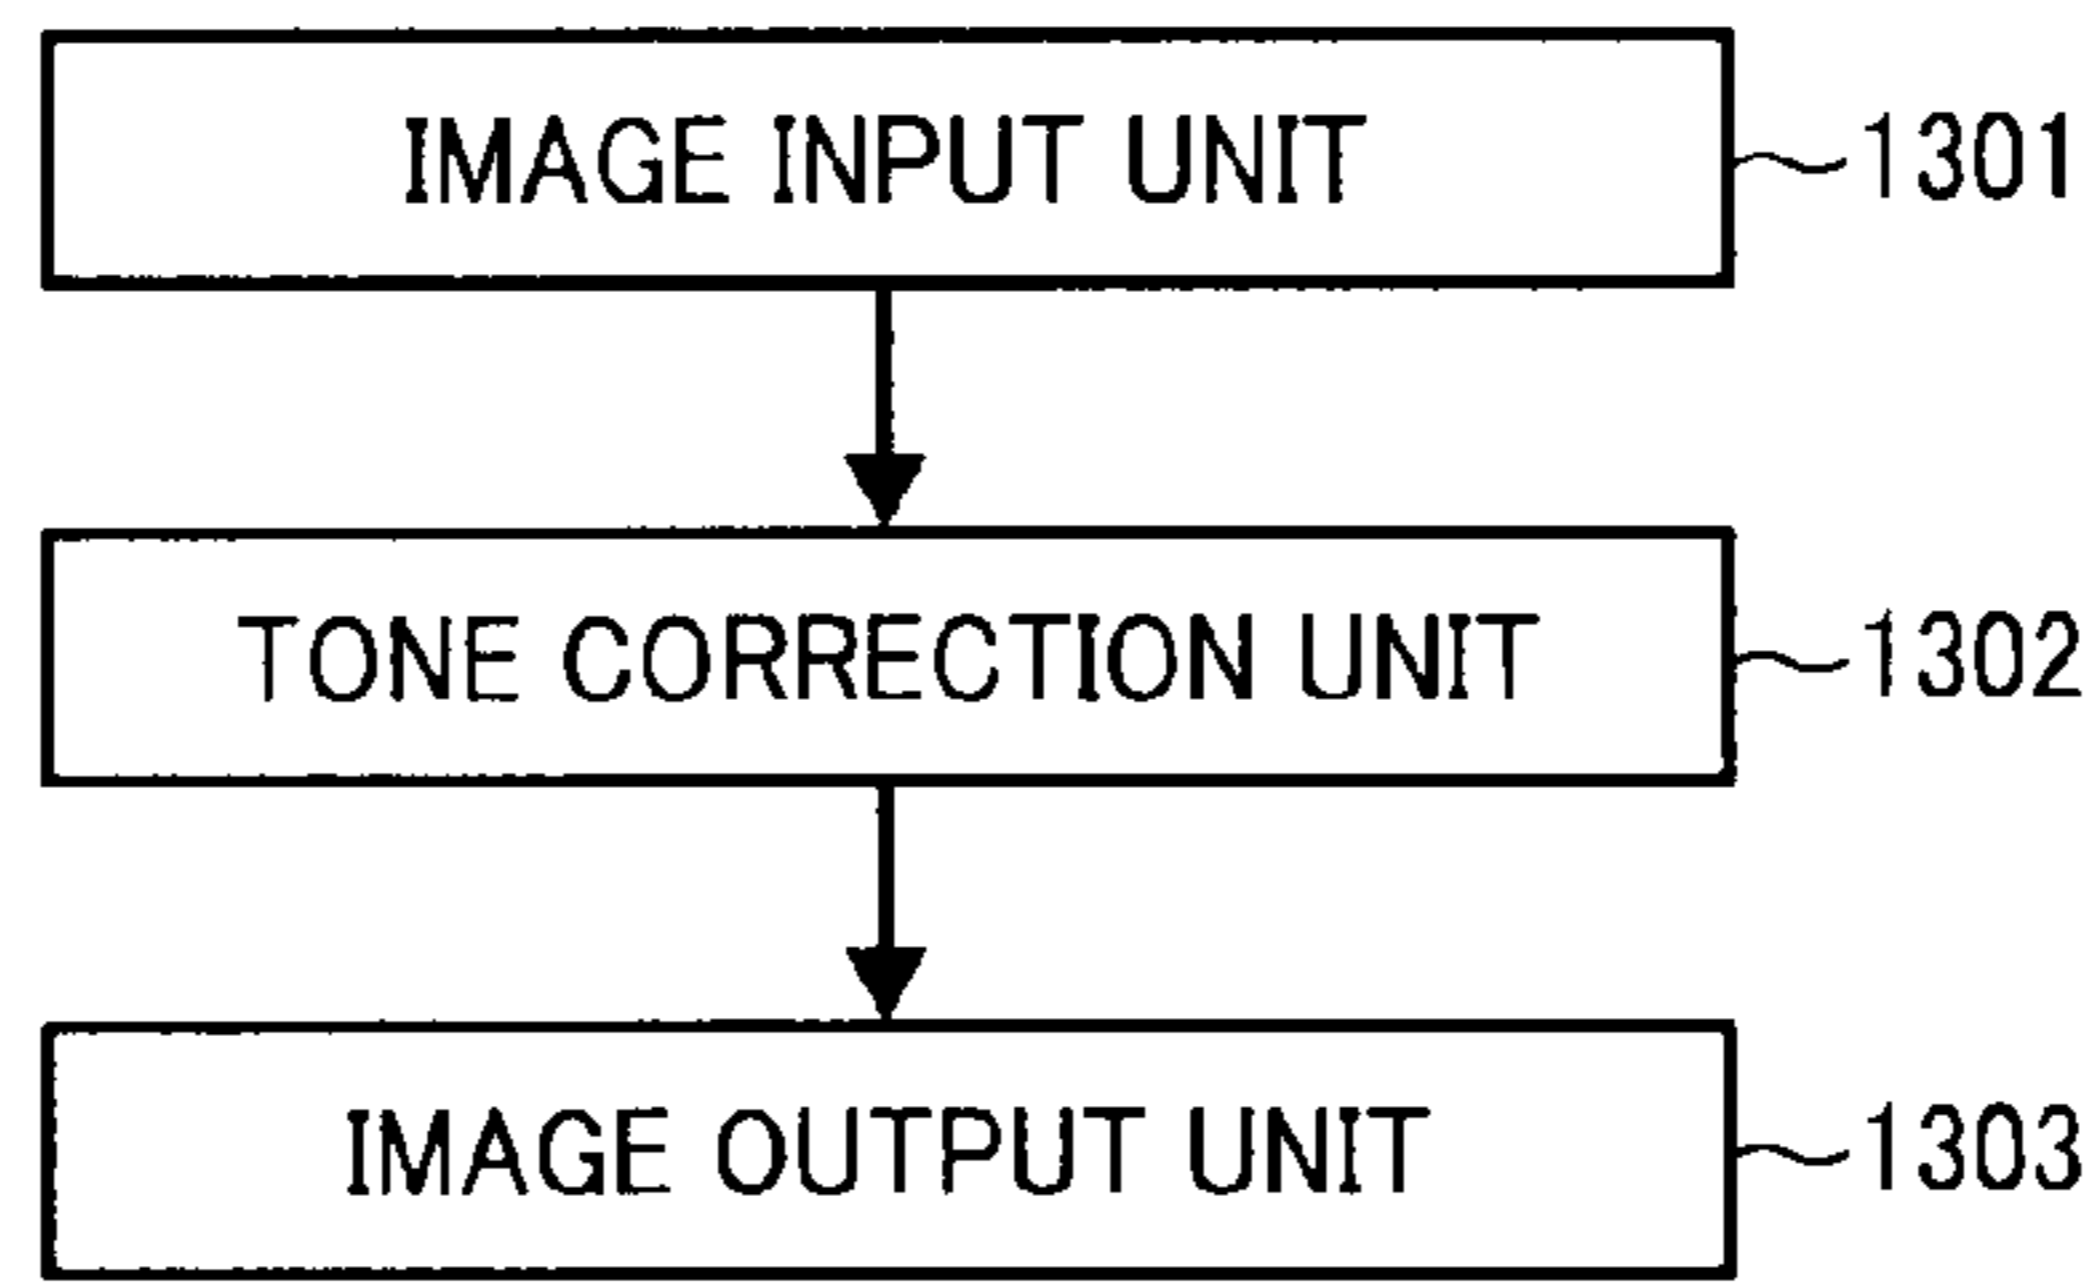 IMAGE INPUT UNIT 1301
TONE CORRECTION UNIT 1302
IMAGE OUTPUT UNIT 1303